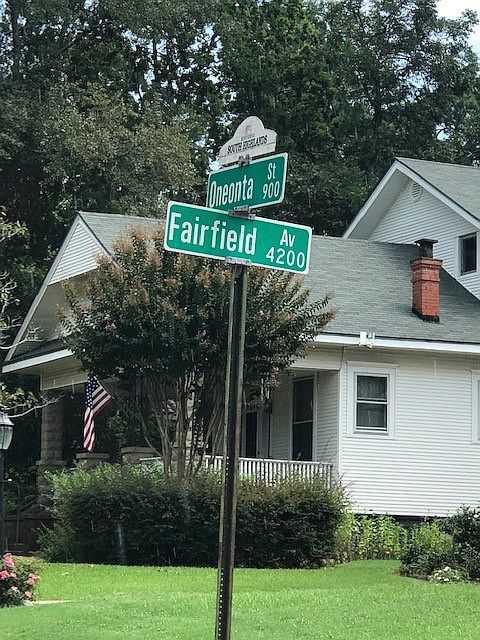 SOUTH HIGHLANDS
Oneonta St
900
Fairfield Av
4200